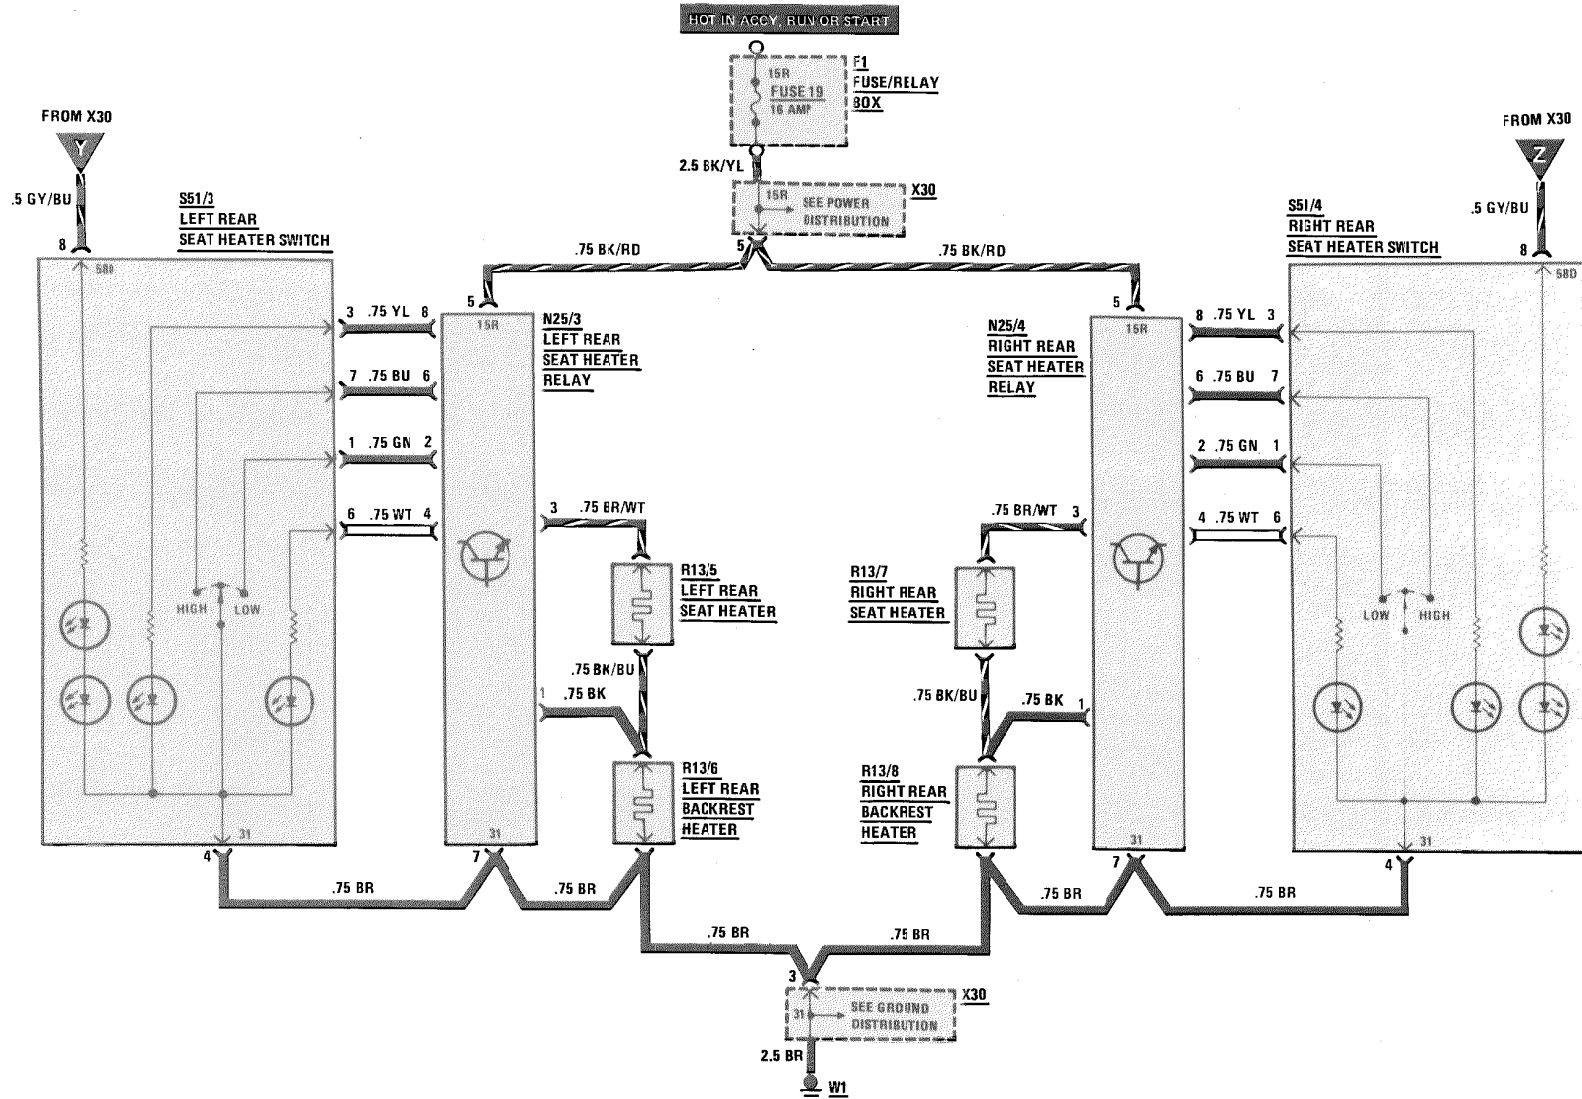 HOT IN ACCY, RUN OR START
15R
FUSE 19
16 AMP
F1
FUSE/RELAY
BOX
2.5 BK/YL
15R
SEE POWER
DISTRIBUTION
X30
5
.75 BK/RD
.75 BK/RD
FROM X30
Y
.5 GY/BU
8
S51/3
LEFT REAR
SEAT HEATER SWITCH
58D
3 .75 YL 8
7 .75 BU 6
1 .75 GN 2
6 .75 WT 4
HIGH
LOW
31
4
5
15R
N25/3
LEFT REAR
SEAT HEATER
RELAY
3 .75 BR/WT
R13/5
LEFT REAR
SEAT HEATER
.75 BK/BU
1 .75 BK
R13/6
LEFT REAR
BACKREST
HEATER
31
7
.75 BR
.75 BR
.75 BR
FROM X30
Z
.5 GY/BU
8
S51/4
RIGHT REAR
SEAT HEATER SWITCH
58D
5
15R
N25/4
RIGHT REAR
SEAT HEATER
RELAY
8 .75 YL 3
6 .75 BU 7
2 .75 GN 1
4 .75 WT 6
LOW
HIGH
.75 BR/WT 3
R13/7
RIGHT REAR
SEAT HEATER
.75 BK/BU
.75 BK 1
R13/8
RIGHT REAR
BACKREST
HEATER
31
7
31
4
.75 BR
.75 BR
.75 BR
3
31
SEE GROUND
DISTRIBUTION
X30
2.5 BR
W1